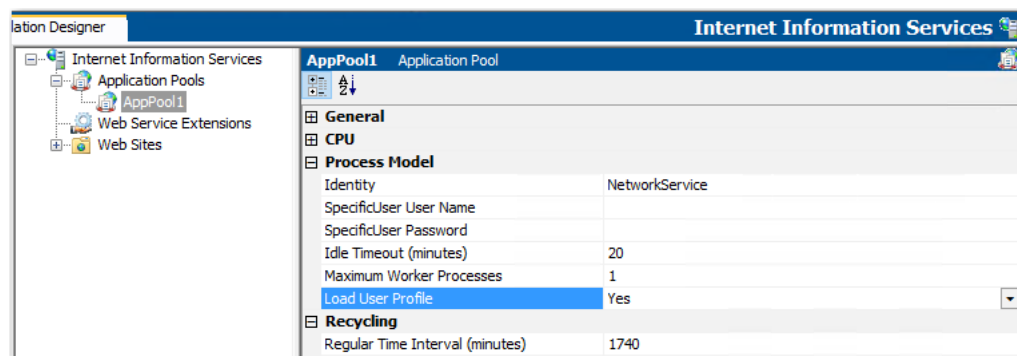 lation Designer
Internet Information Services
Internet Information Services
Application Pools
AppPool1
Web Service Extensions
Web Sites
AppPool1 Application Pool
General
CPU
Process Model
Identity NetworkService
SpecificUser User Name
SpecificUser Password
Idle Timeout (minutes) 20
Maximum Worker Processes 1
Load User Profile Yes
Recycling
Regular Time Interval (minutes) 1740